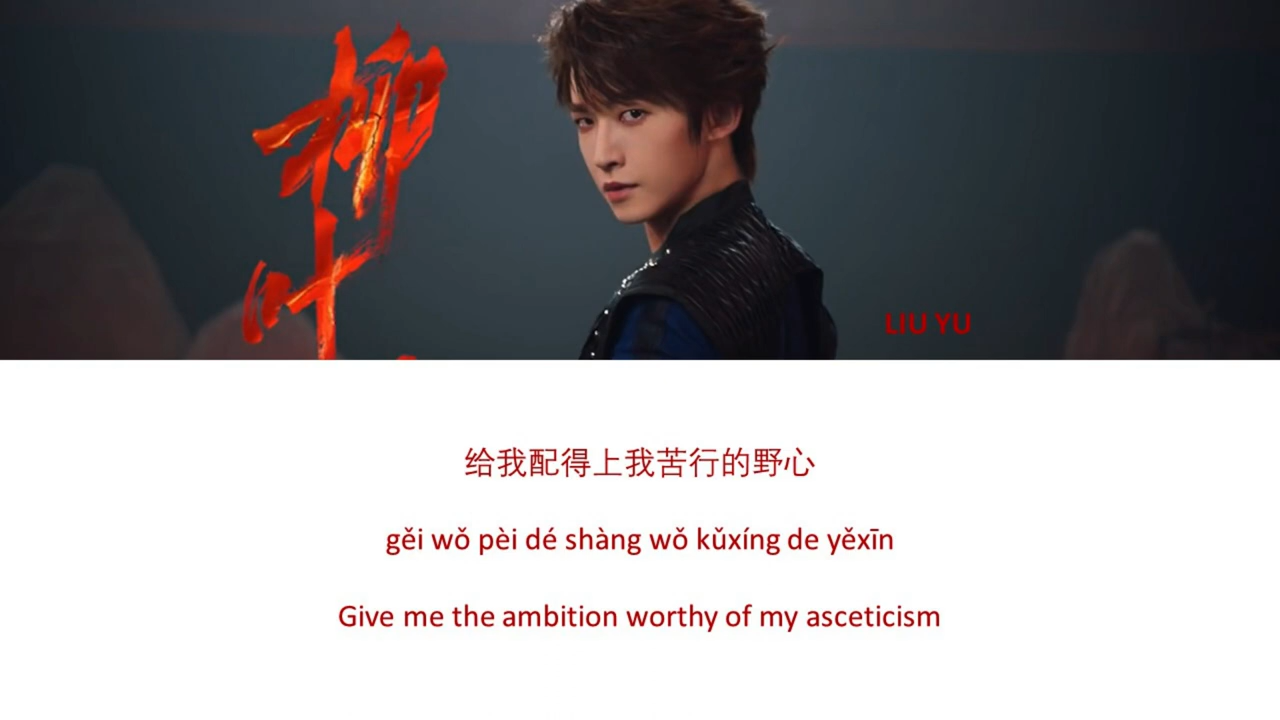 柳
叶
LIU YU
给我配得上我苦行的野心
gěi wǒ pèi dé shàng wǒ kǔxíng de yěxīn
Give me the ambition worthy of my asceticism